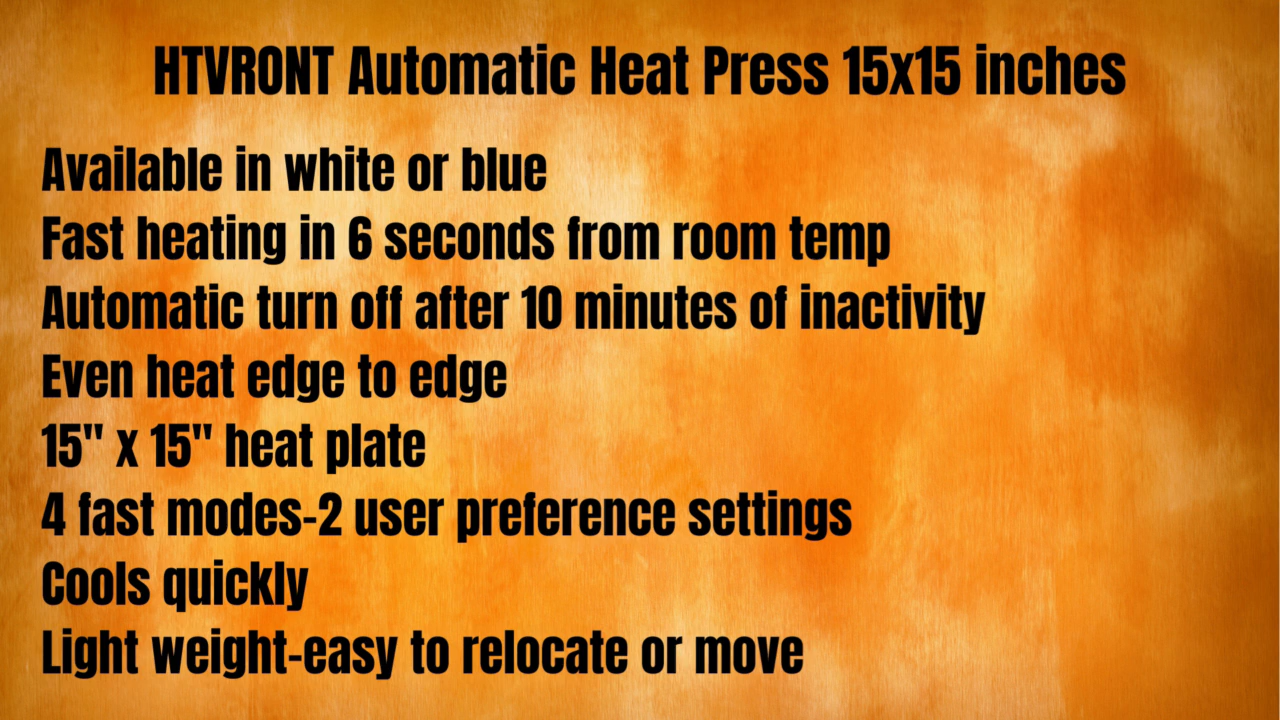 HTVRONT Automatic Heat Press 15x15 inches
Available in white or blue
Fast heating in 6 seconds from room temp
Automatic turn off after 10 minutes of inactivity
Even heat edge to edge
15" x 15" heat plate
4 fast modes-2 user preference settings
Cools quickly
Light weight-easy to relocate or move